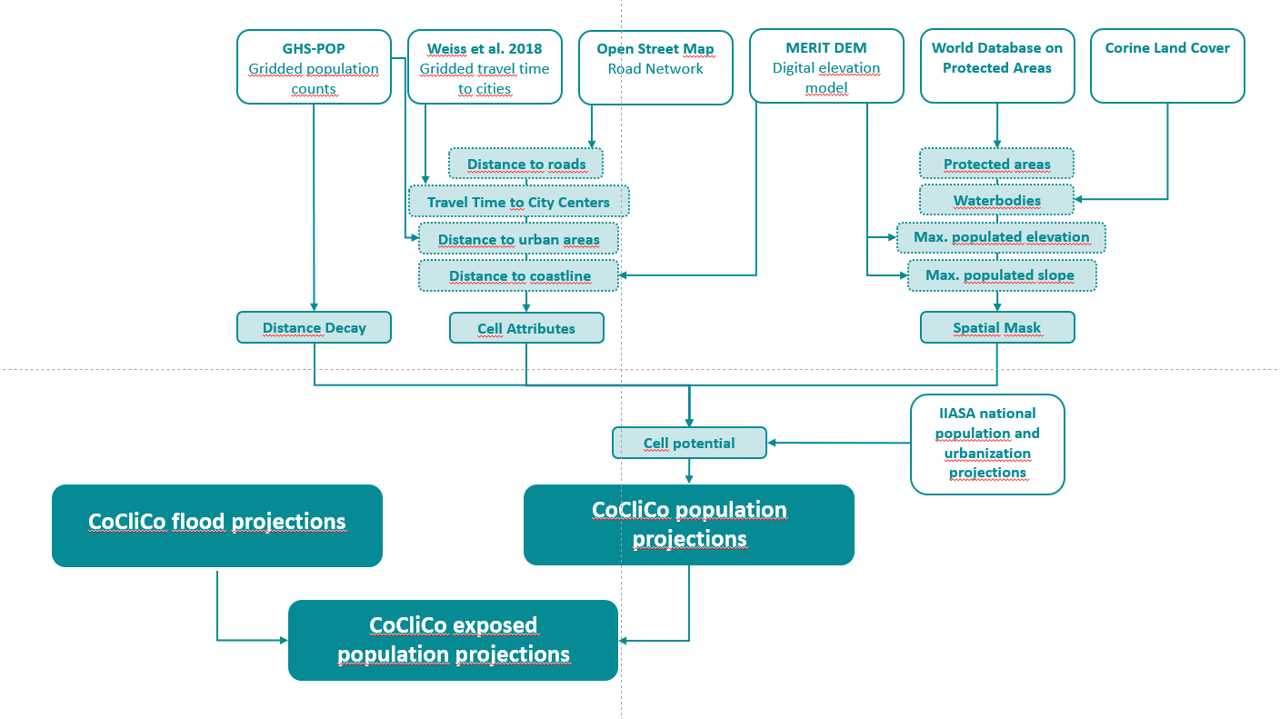 GHS-POP
Gridded population
counts
Weiss et al. 2018
Gridded travel time
to cities
Open Street Map
Road Network
MERIT DEM
Digital elevation
model
World Database on
Protected Areas
Corine Land Cover
Distance to roads
Travel Time to City Centers
Distance to urban areas
Distance to coastline
Protected areas
Waterbodies
Max. populated elevation
Max. populated slope
Distance Decay
Cell Attributes
Spatial Mask
Cell potential
IIASA national
population and
urbanization
projections
CoCliCo flood projections
CoCliCo population
projections
CoCliCo exposed
population projections